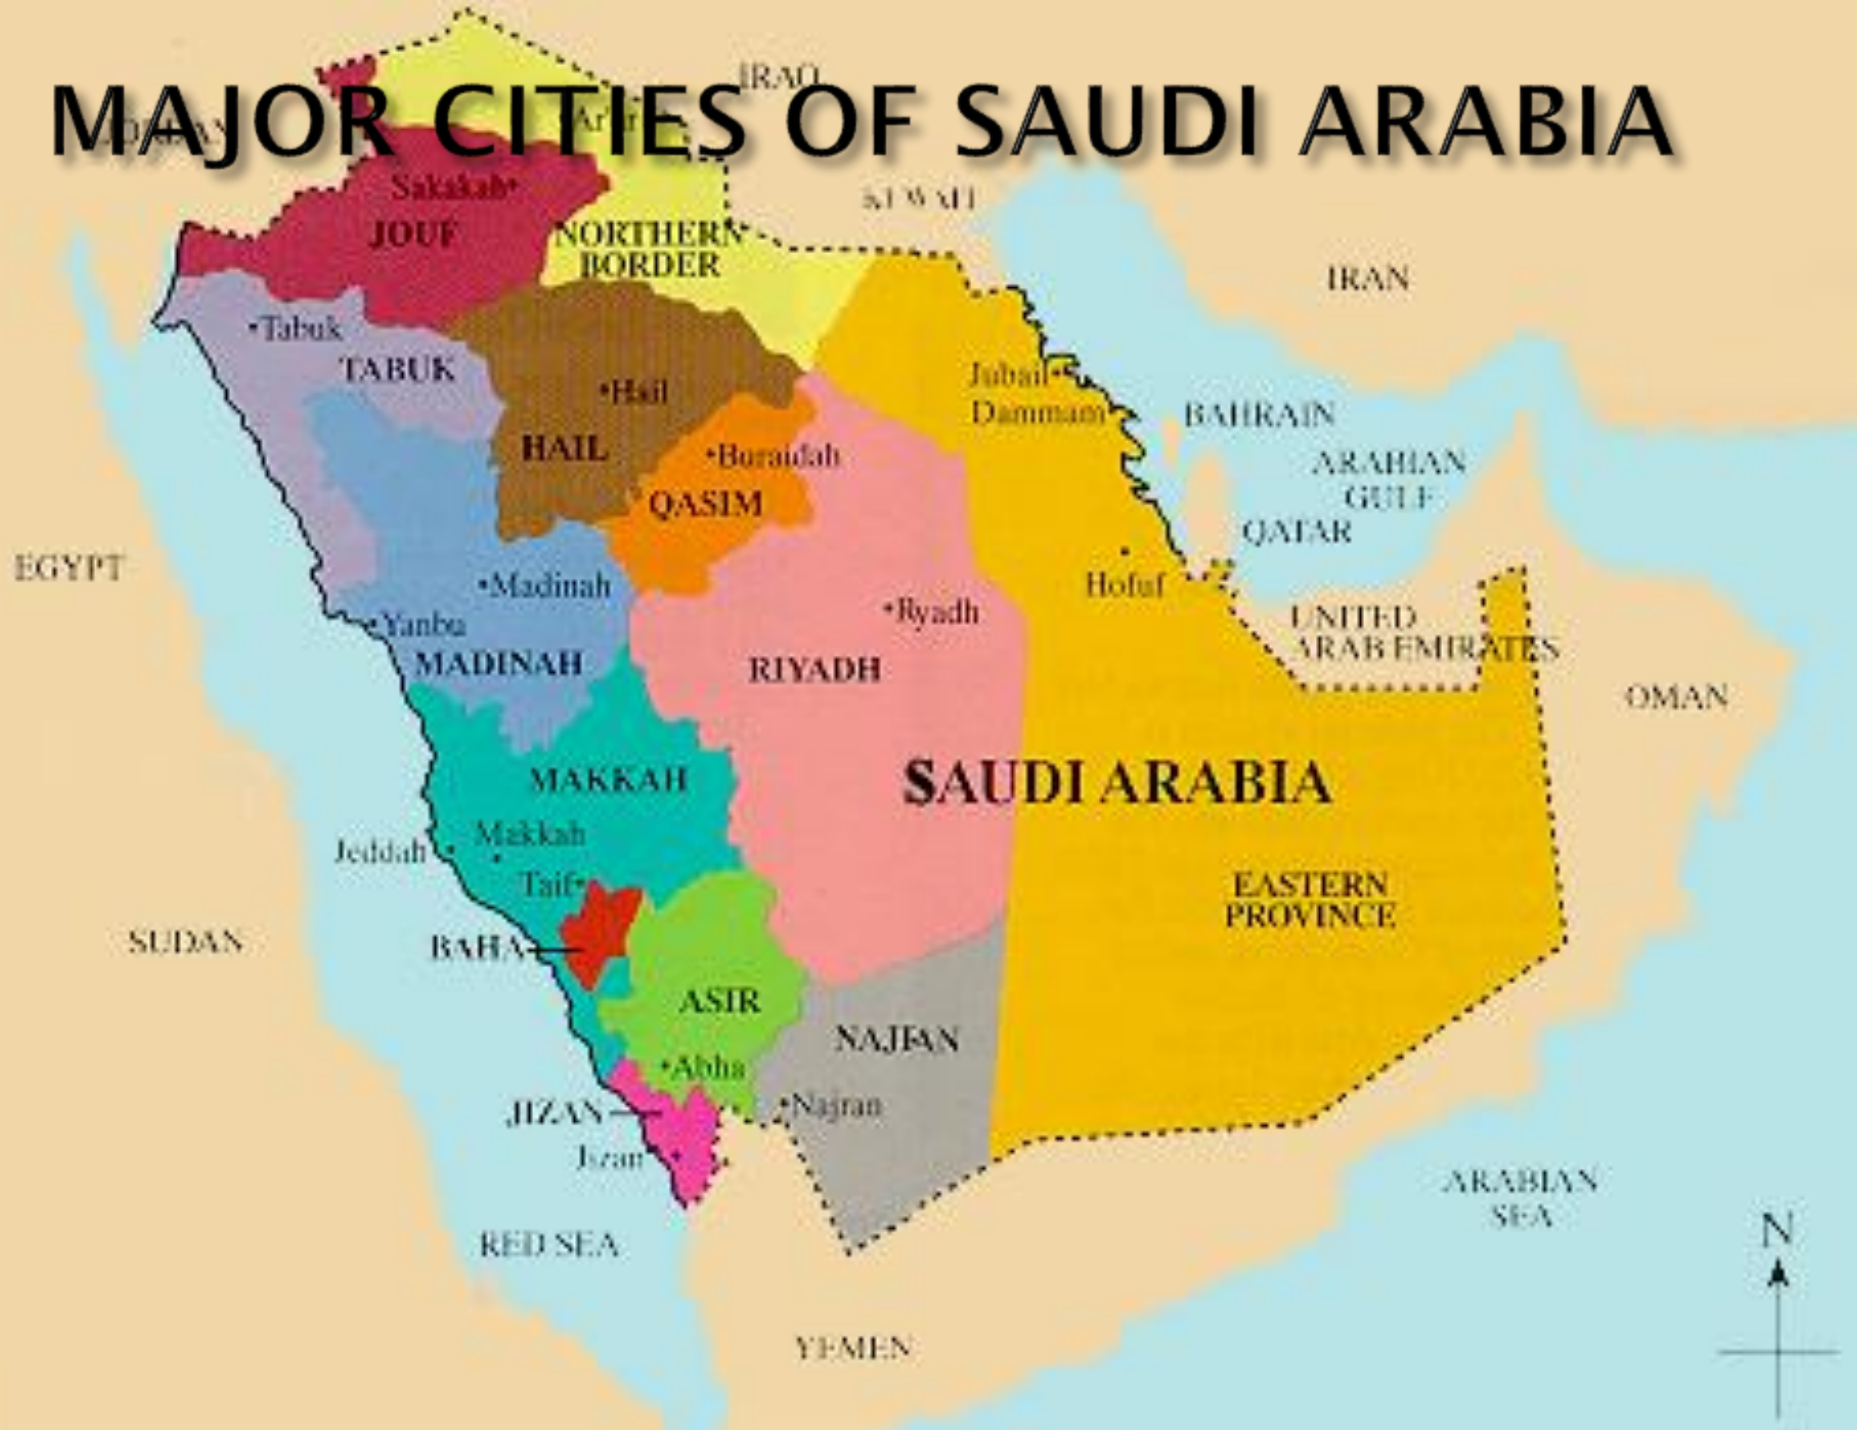 MAJOR CITIES OF SAUDI ARABIA
IRAQ
Sakakah
JOUF
KUWAIT
NORTHERN
BORDER
IRAN
Tabuk
TABUK
Hail
HAIL
Jubail
Dammam
BAHRAIN
Buraidah
QASIM
ARABIAN
GULF
QATAR
EGYPT
Madinah
Yanbu
MADINAH
Hofuf
Ryadh
RIYADH
UNITED
ARAB EMIRATES
OMAN
MAKKAH
SAUDI ARABIA
Jeddah
Makkah
Taif
EASTERN
PROVINCE
SUDAN
BAHA
ASIR
NAJRAN
Abha
JIZAN
Najran
Jizan
ARABIAN
SEA
RED SEA
N
YEMEN